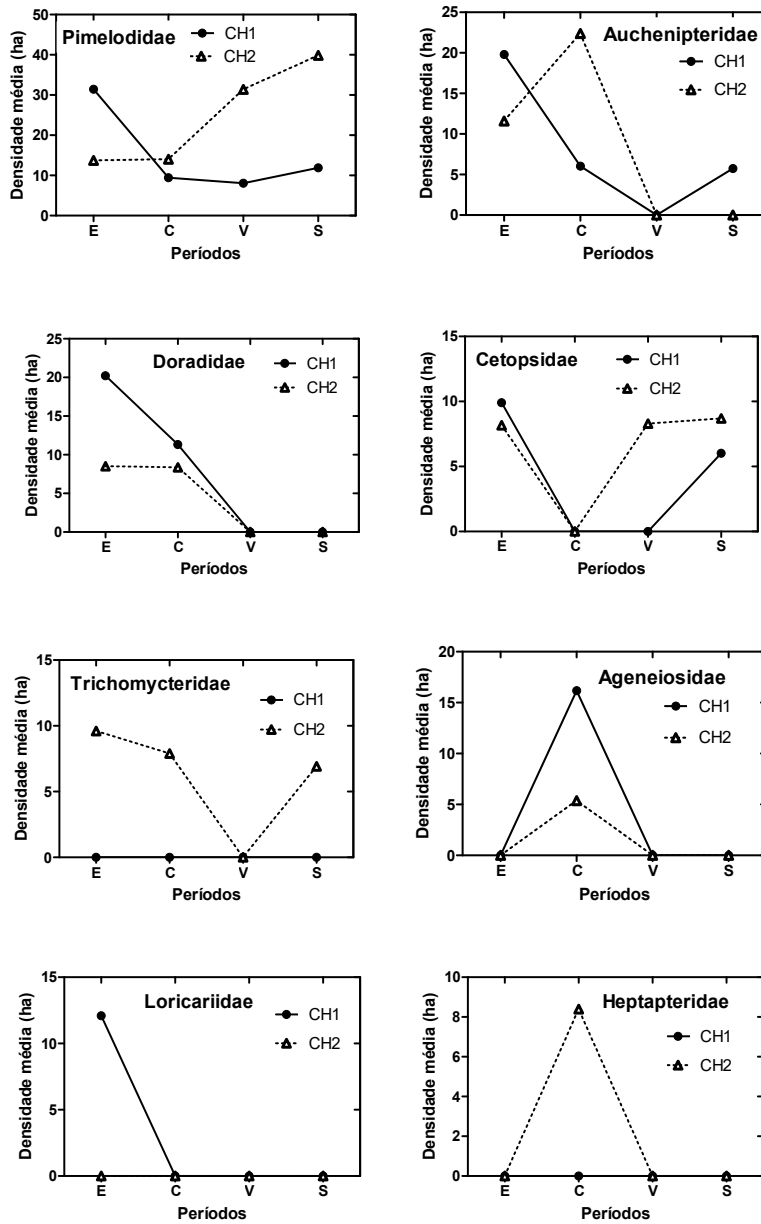 Pimelodidae
CH1
CH2
Densidade média (ha)
50
40
30
20
10
0
E C V S
Períodos
Auchenipteridae
CH1
CH2
Densidade média (ha)
25
20
15
10
5
0
E C V S
Períodos
Doradidae
CH1
CH2
Densidade média (ha)
25
20
15
10
5
0
E C V S
Períodos
Cetopsidae
CH1
CH2
Densidade média (ha)
15
10
5
0
E C V S
Períodos
Trichomycteridae
CH1
CH2
Densidade média (ha)
15
10
5
0
E C V S
Períodos
Ageneiosidae
CH1
CH2
Densidade média (ha)
20
15
10
5
0
E C V S
Períodos
Loricariidae
CH1
CH2
Densidade média (ha)
15
10
5
0
E C V S
Períodos
Heptapteridae
CH1
CH2
Densidade média (ha)
10
8
6
4
2
0
E C V S
Períodos